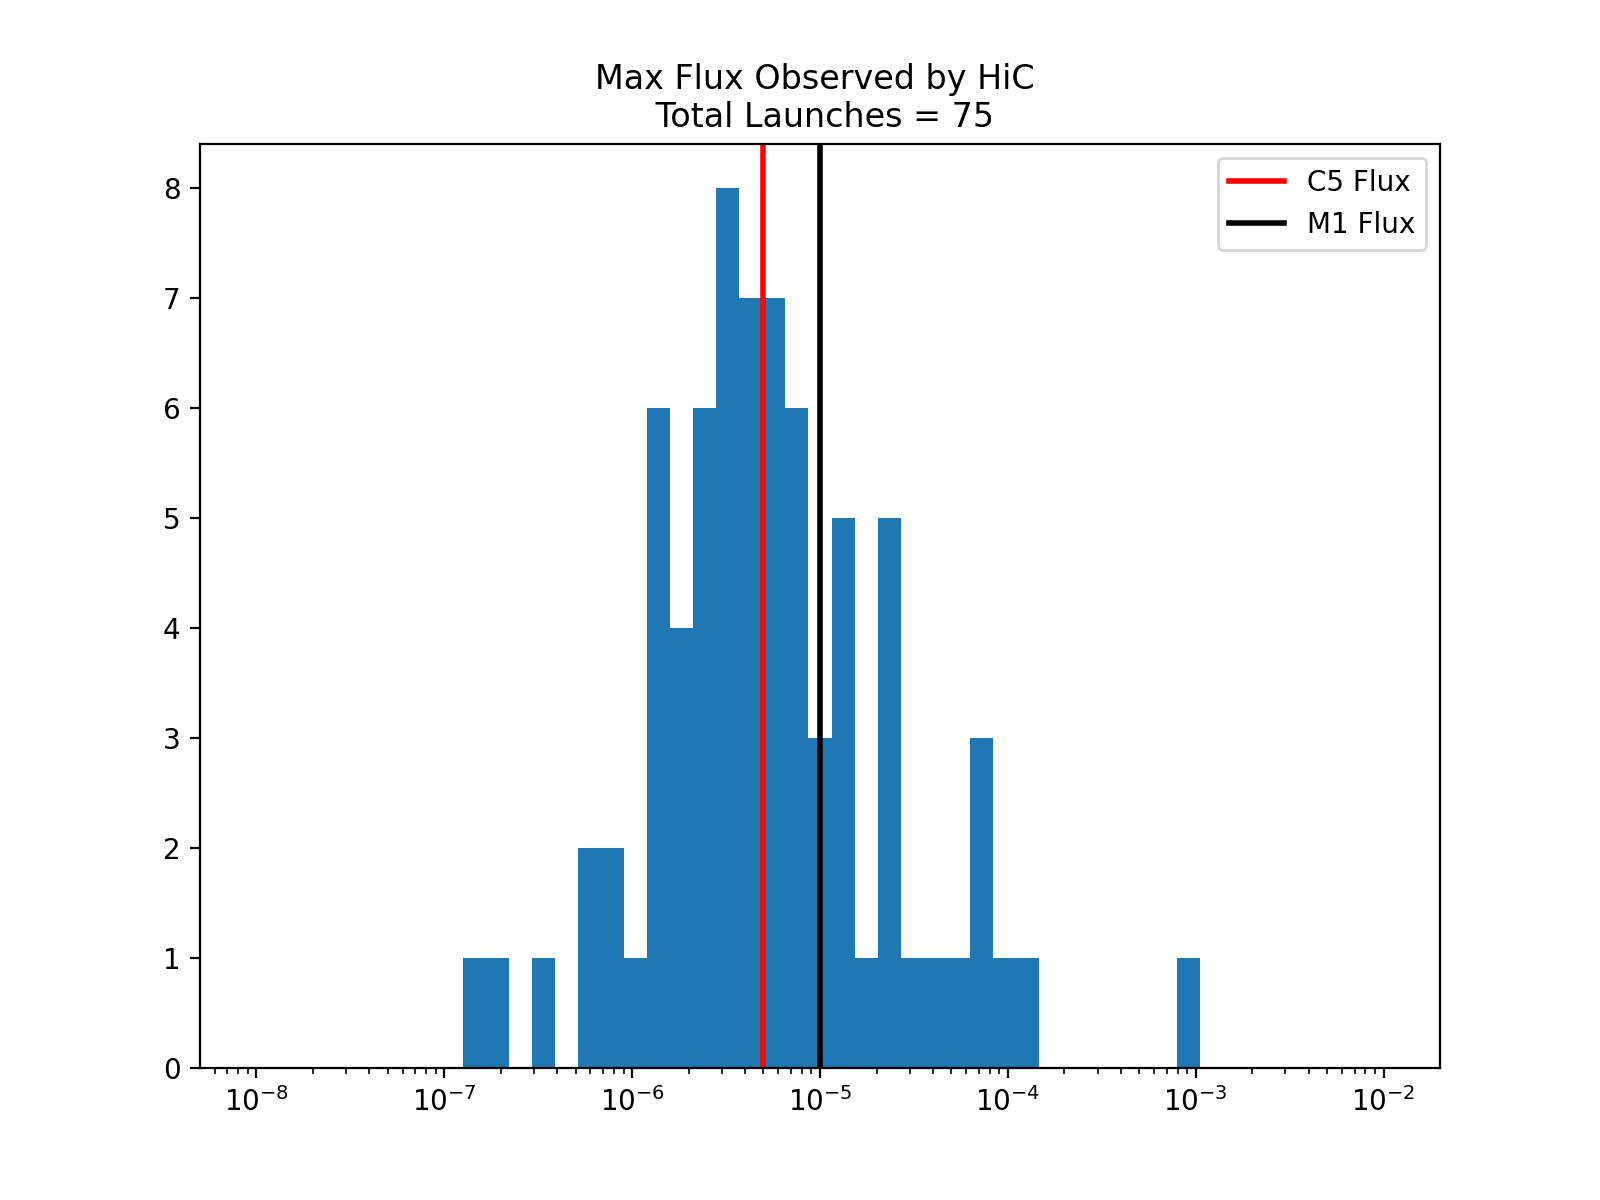 Max Flux Observed by HiC
Total Launches = 75
C5 Flux
M1 Flux
8
7
6
5
4
3
2
1
0
10⁻⁸ 10⁻⁷ 10⁻⁶ 10⁻⁵ 10⁻⁴ 10⁻³ 10⁻²